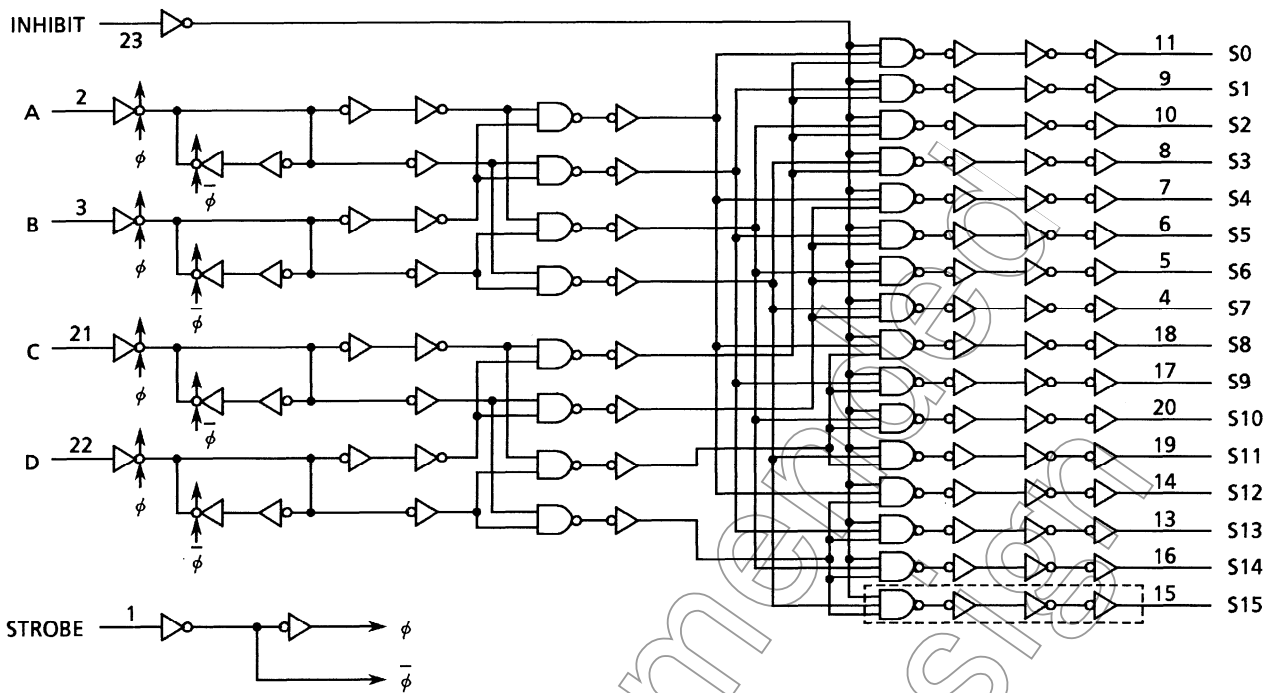 INHIBIT 23
A 2 φ φ̅
B 3 φ φ̅
C 21 φ φ̅
D 22 φ φ̅
STROBE 1 φ
φ̅
11 S0
9 S1
10 S2
8 S3
7 S4
6 S5
5 S6
4 S7
18 S8
17 S9
20 S10
19 S11
14 S12
13 S13
16 S14
15 S15